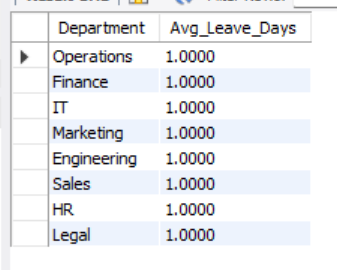 Department Avg_Leave_Days
Operations 1.0000
Finance 1.0000
IT 1.0000
Marketing 1.0000
Engineering 1.0000
Sales 1.0000
HR 1.0000
Legal 1.0000